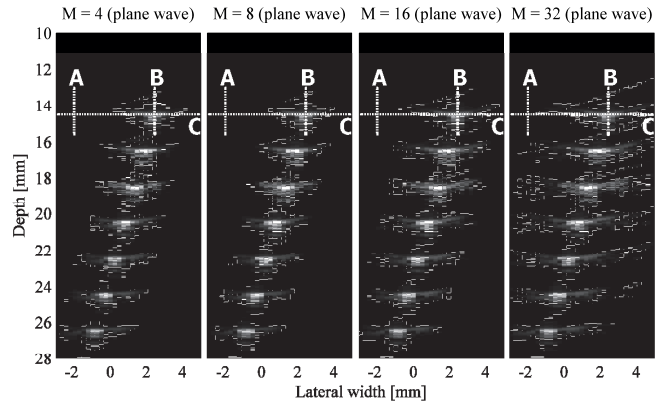 M = 4 (plane wave) M = 8 (plane wave) M = 16 (plane wave) M = 32 (plane wave)
10
12
A B A B A B A B
14
C C C C
16
18
20
22
24
26
28
Depth [mm]
-2 0 2 4 -2 0 2 4 -2 0 2 4 -2 0 2 4
Lateral width [mm]